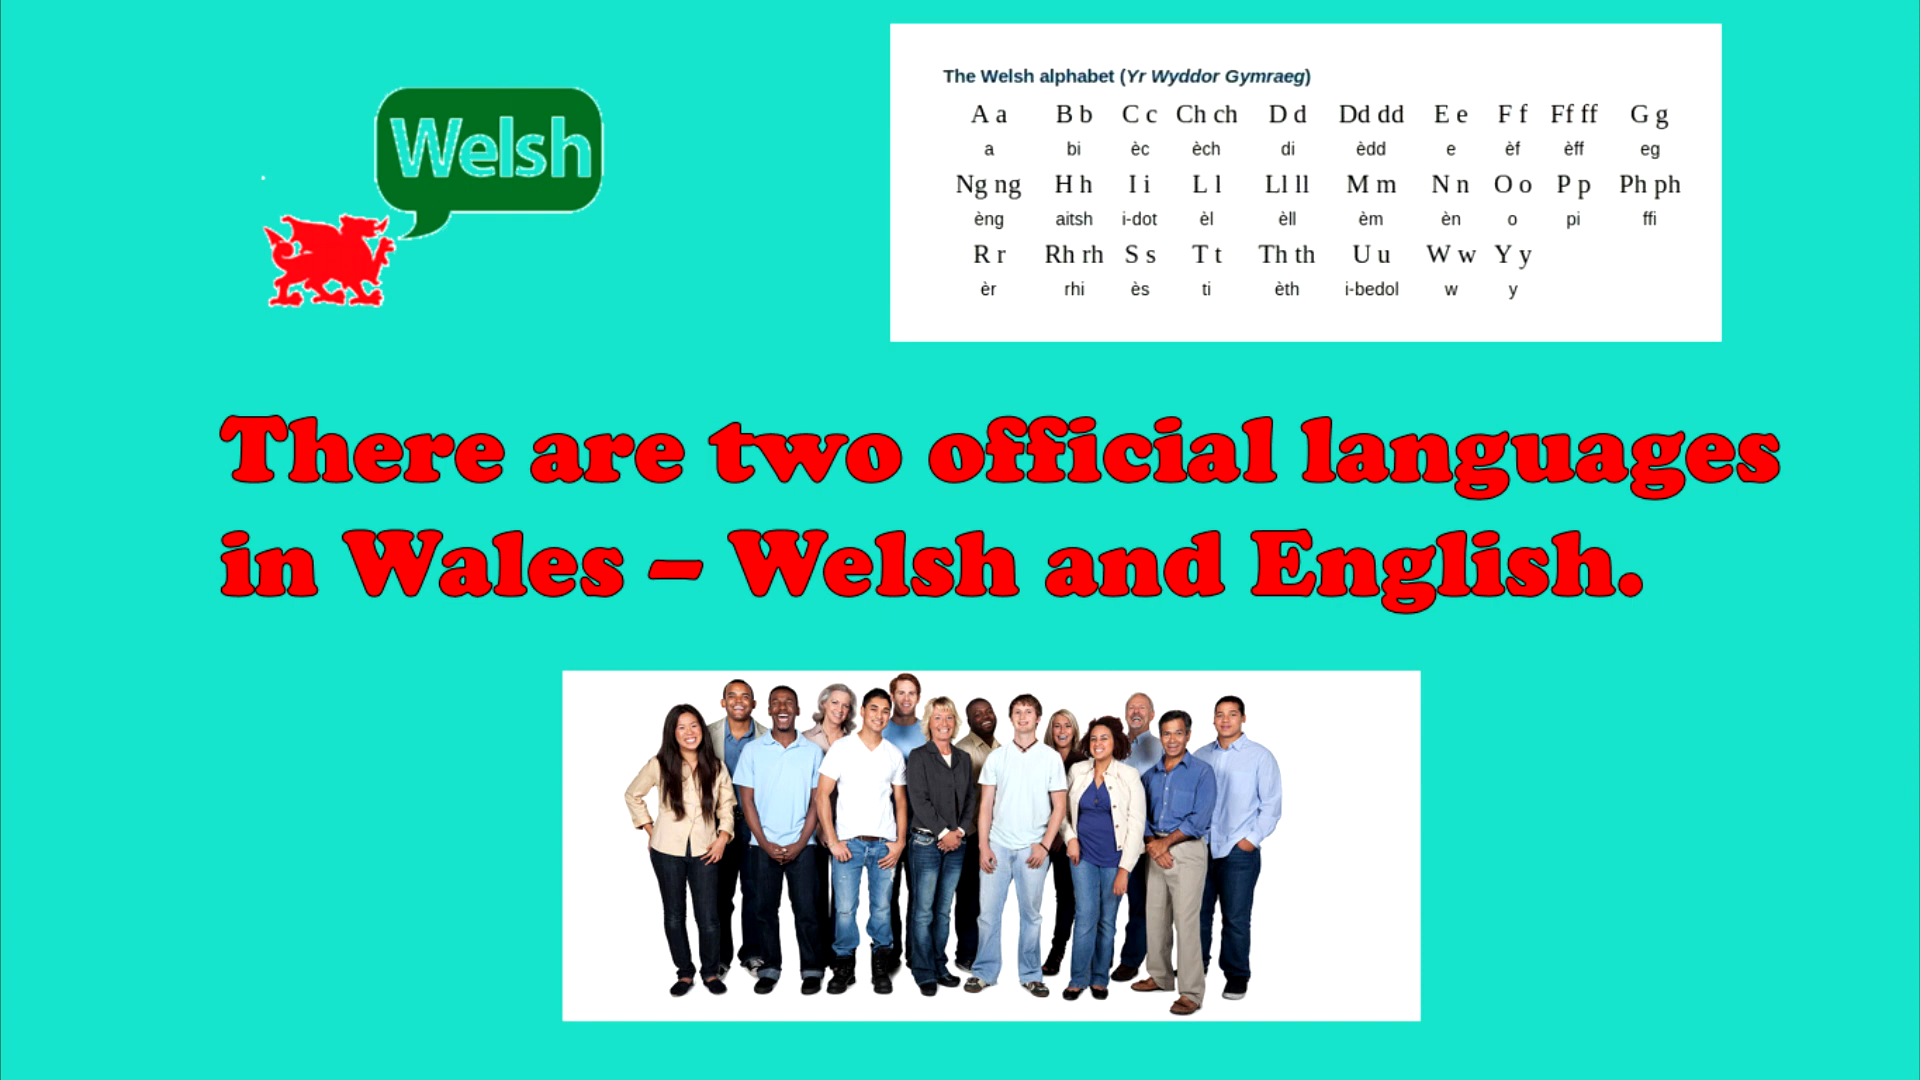 Welsh
The Welsh alphabet (Yr Wyddor Gymraeg)
A a B b C c Ch ch D d Dd dd E e F f Ff ff G g
a bi èc èch di èdd e èf èff eg
Ng ng H h I i L l Ll ll M m N n O o P p Ph ph
èng aitsh i-dot èl èll èm èn o pi ffi
R r Rh rh S s T t Th th U u W w Y y
èr rhi ès ti èth i-bedol w y
There are two official languages
in Wales – Welsh and English.